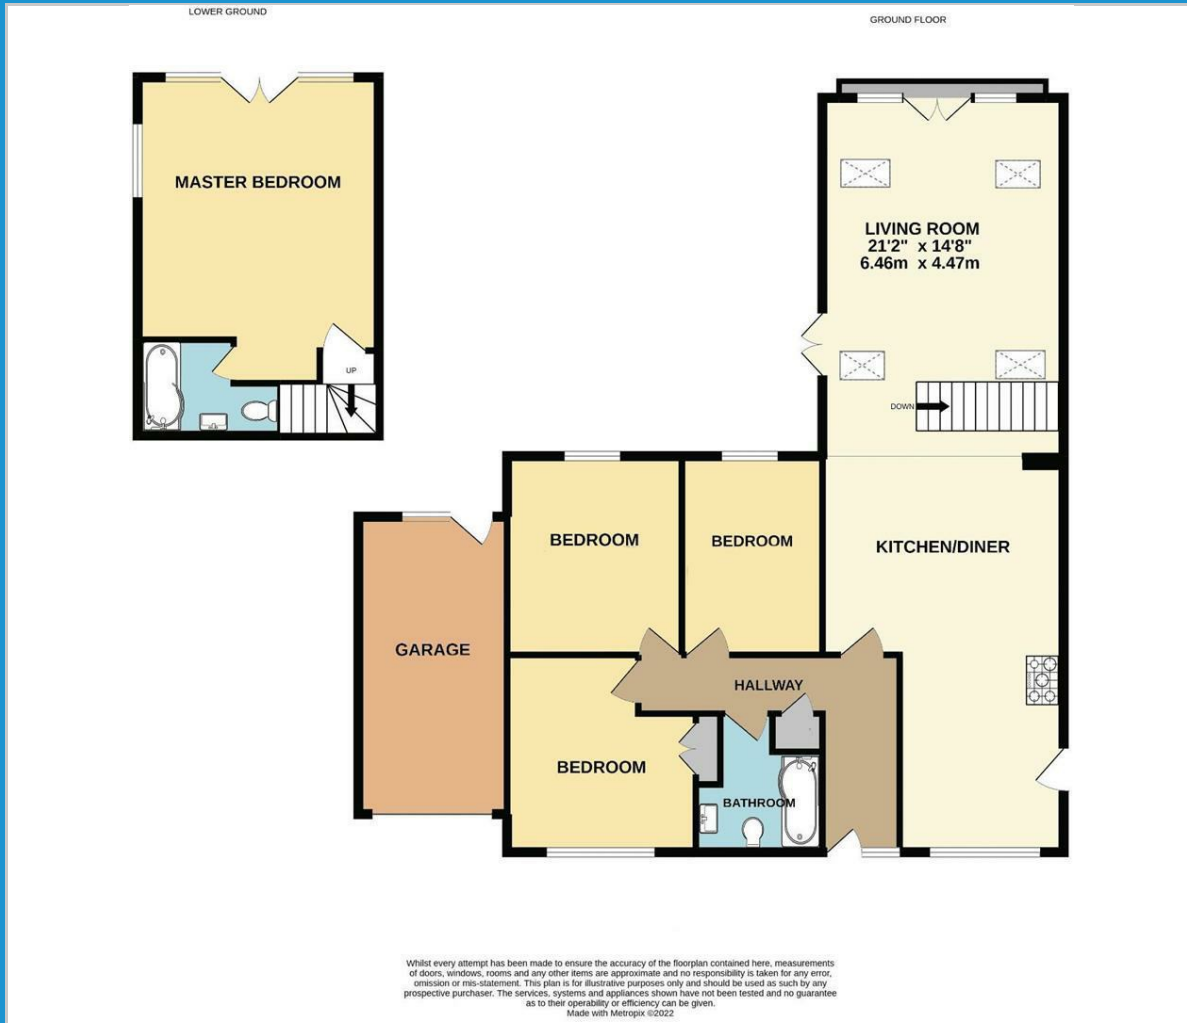 LOWER GROUND
GROUND FLOOR
MASTER BEDROOM
UP
LIVING ROOM
21'2" x 14'8"
6.46m x 4.47m
DOWN
BEDROOM
BEDROOM
KITCHEN/DINER
GARAGE
HALLWAY
BEDROOM
BATHROOM
Whilst every attempt has been made to ensure the accuracy of the floorplan contained here, measurements
of doors, windows, rooms and any other items are approximate and no responsibility is taken for any error,
omission or mis-statement. This plan is for illustrative purposes only and should be used as such by any
prospective purchaser. The services, systems and appliances shown have not been tested and no guarantee
as to their operability or efficiency can be given.
Made with Metropix ©2022